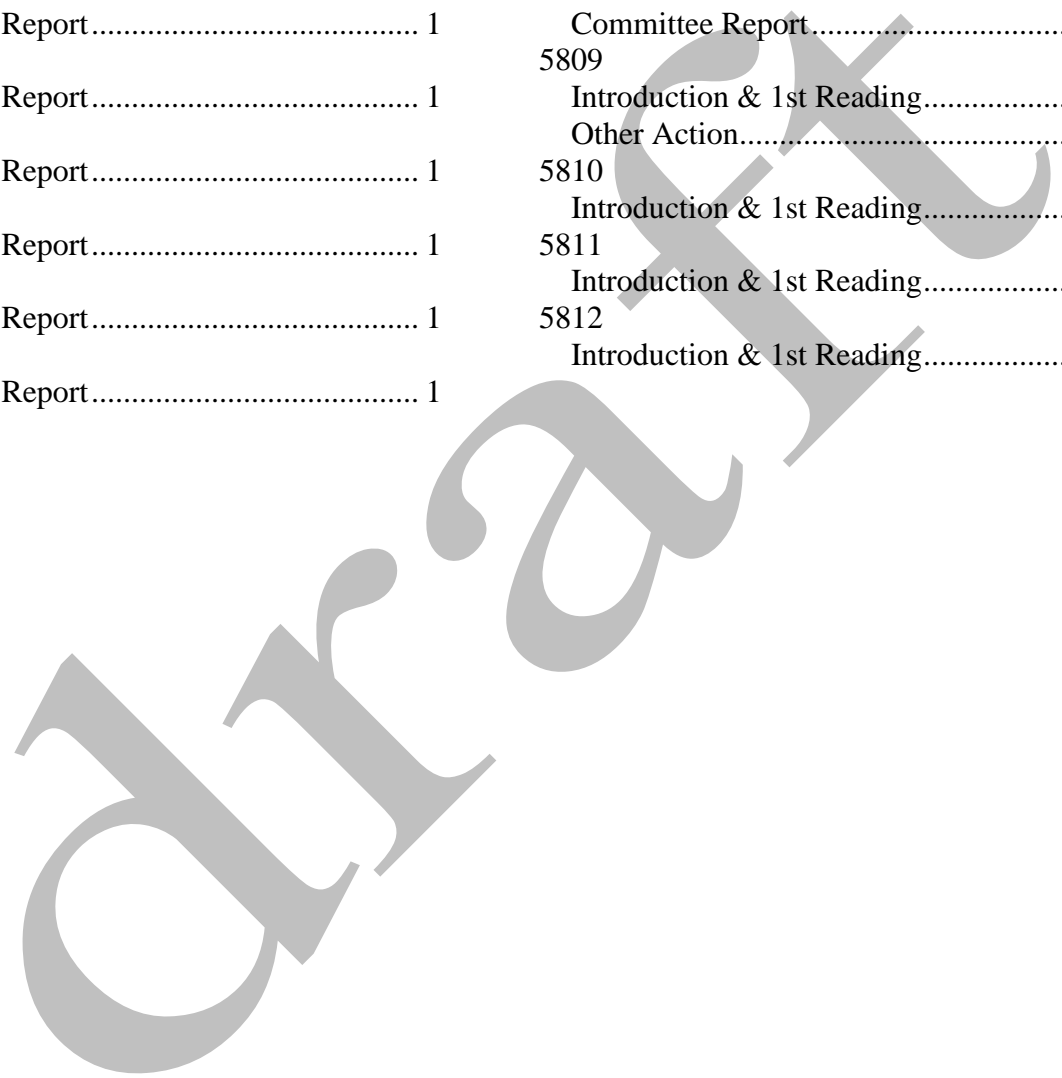 Report........................................ 1
Report........................................ 1
Report........................................ 1
Report........................................ 1
Report........................................ 1
Report........................................ 1
Committee Report...............................
5809
Introduction & 1st Reading.................
Other Action........................................
5810
Introduction & 1st Reading.................
5811
Introduction & 1st Reading.................
5812
Introduction & 1st Reading.................
draft